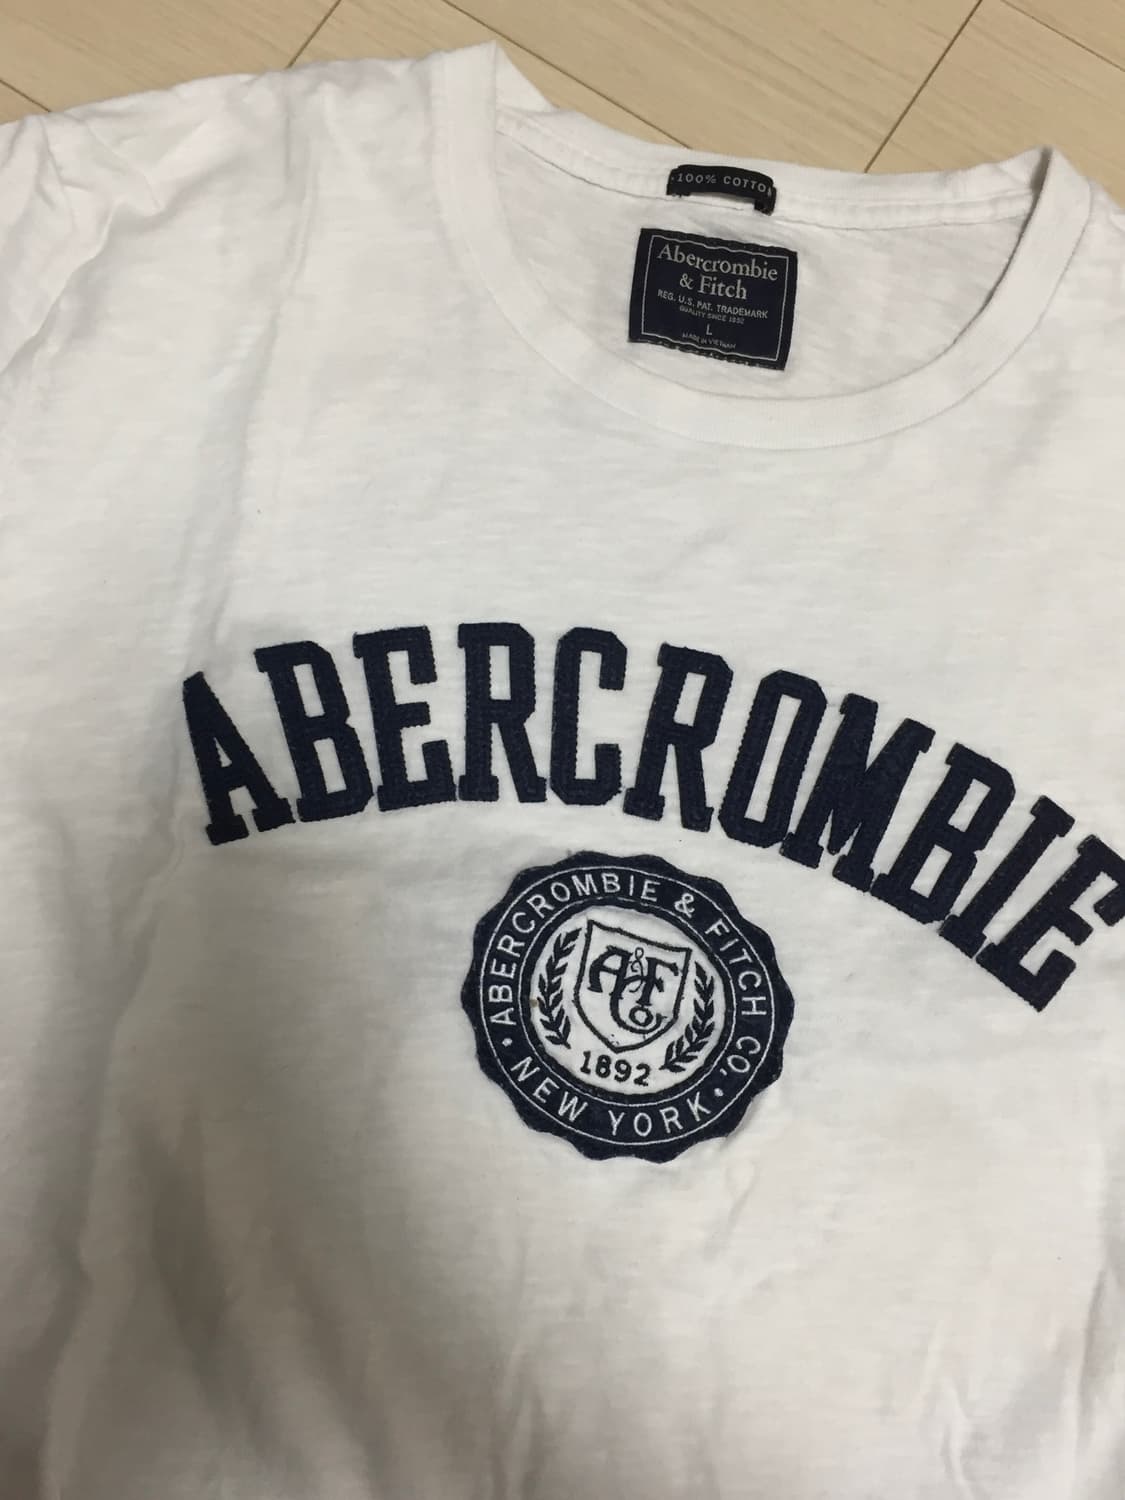 ·100% COTTON
Abercrombie
& Fitch
REG. U.S. PAT. TRADEMARK
QUALITY SINCE 1892
L
MADE IN VIETNAM
ABERCROMBIE
ABERCROMBIE & FITCH CO.
A&F
Co
1892
• NEW YORK •